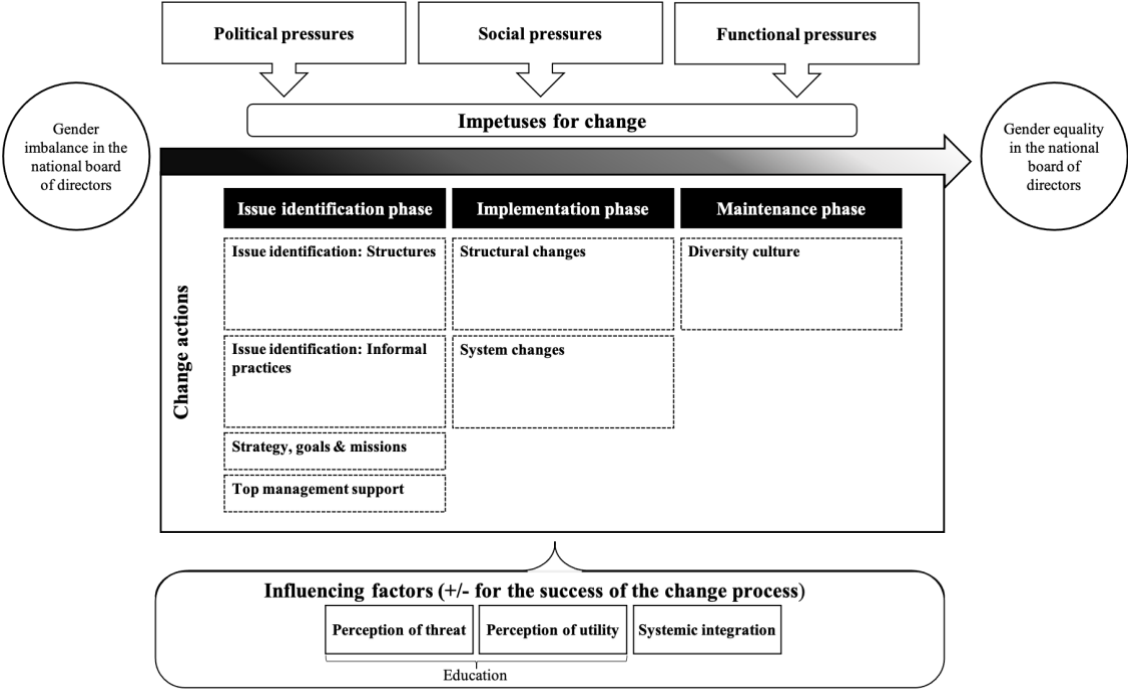 Political pressures
Social pressures
Functional pressures
Impetuses for change
Gender
imbalance in the
national board
of directors
Gender equality
in the national
board of
directors
Change actions
Issue identification phase
Implementation phase
Maintenance phase
Issue identification: Structures
Structural changes
Diversity culture
Issue identification: Informal
practices
System changes
Strategy, goals & missions
Top management support
Influencing factors (+/- for the success of the change process)
Perception of threat
Perception of utility
Systemic integration
Education